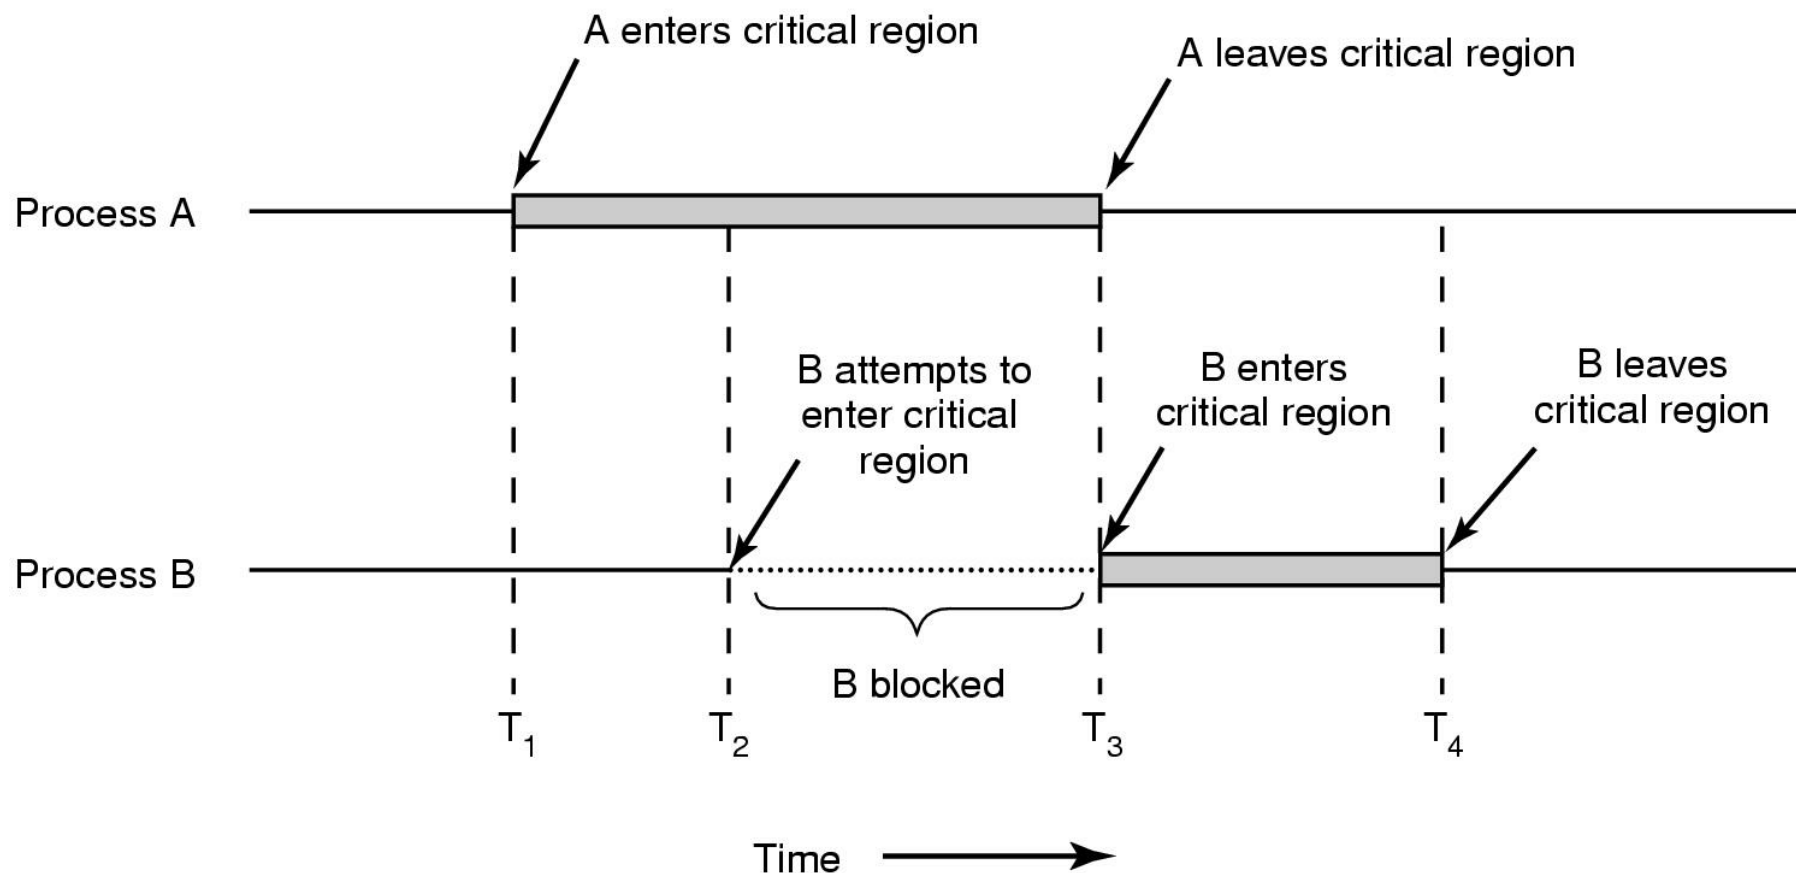 A enters critical region
A leaves critical region
Process A
B attempts to
enter critical
region
B enters
critical region
B leaves
critical region
Process B
B blocked
T1
T2
T3
T4
Time